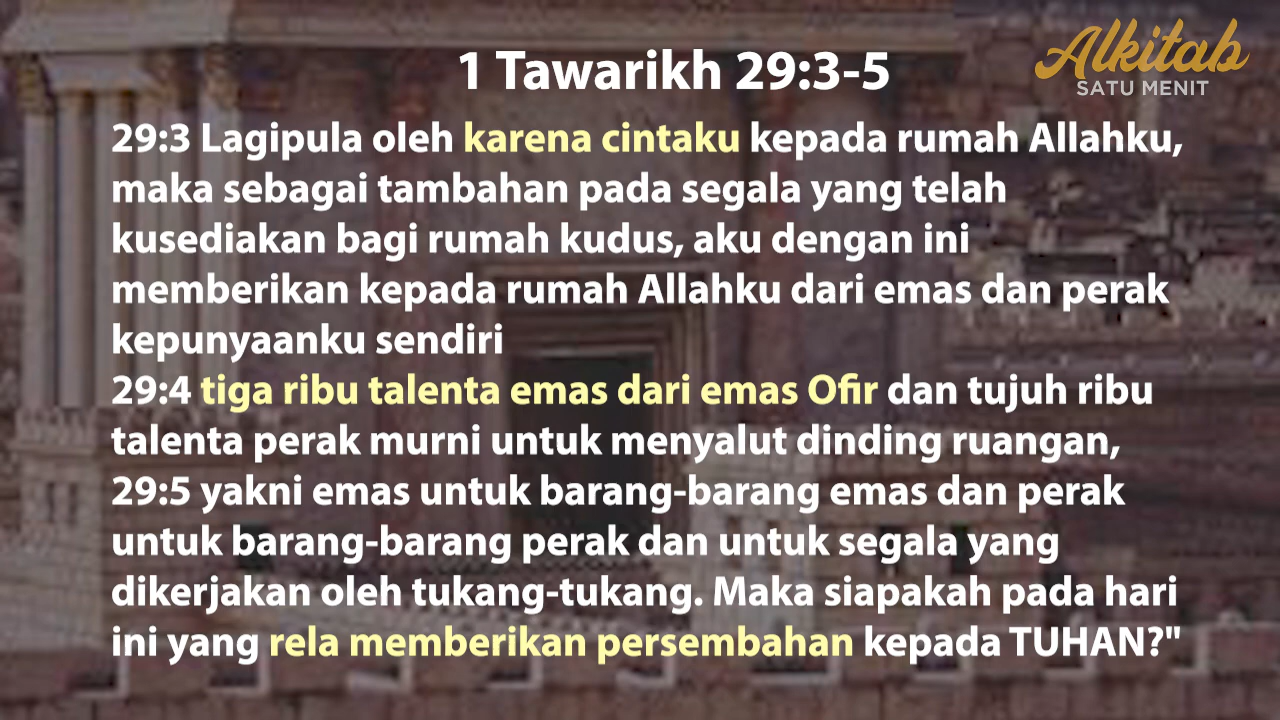 Alkitab
SATU MENIT
1 Tawarikh 29:3-5
29:3 Lagipula oleh karena cintaku kepada rumah Allahku,
maka sebagai tambahan pada segala yang telah
kusediakan bagi rumah kudus, aku dengan ini
memberikan kepada rumah Allahku dari emas dan perak
kepunyaanku sendiri
29:4 tiga ribu talenta emas dari emas Ofir dan tujuh ribu
talenta perak murni untuk menyalut dinding ruangan,
29:5 yakni emas untuk barang-barang emas dan perak
untuk barang-barang perak dan untuk segala yang
dikerjakan oleh tukang-tukang. Maka siapakah pada hari
ini yang rela memberikan persembahan kepada TUHAN?"